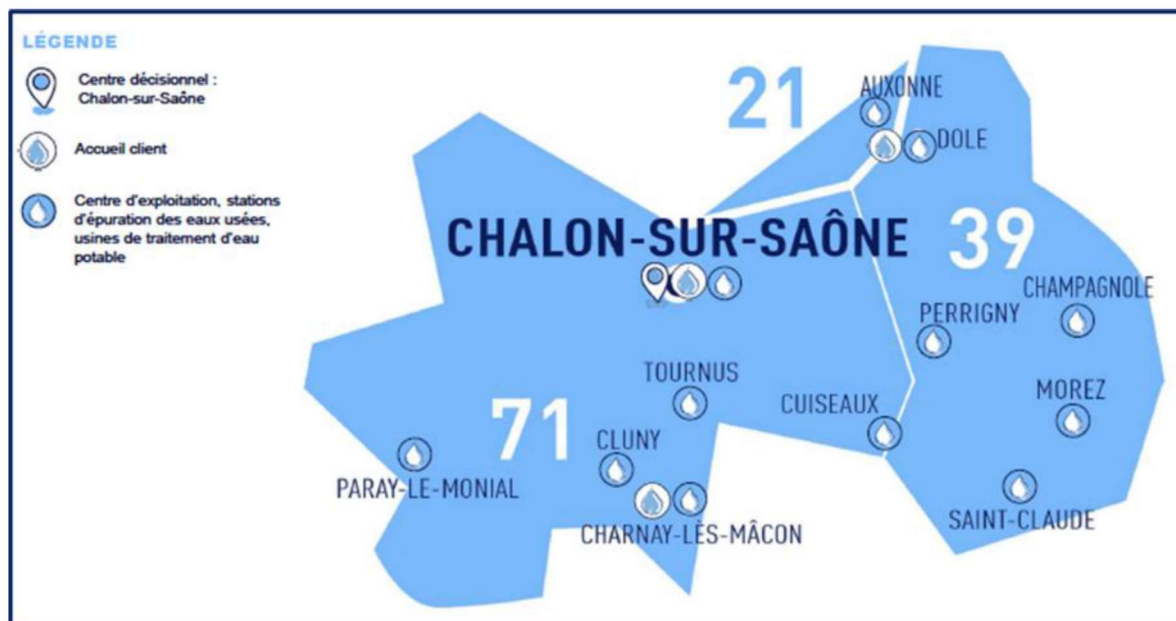 LÉGENDE
Centre décisionnel :
Chalon-sur-Saône
Accueil client
Centre d'exploitation, stations
d'épuration des eaux usées,
usines de traitement d'eau
potable
21
AUXONNE
DOLE
CHALON-SUR-SAÔNE
39
CHAMPAGNOLE
PERRIGNY
TOURNUS
MOREZ
CUISEAUX
71
CLUNY
PARAY-LE-MONIAL
SAINT-CLAUDE
CHARNAY-LÈS-MÂCON